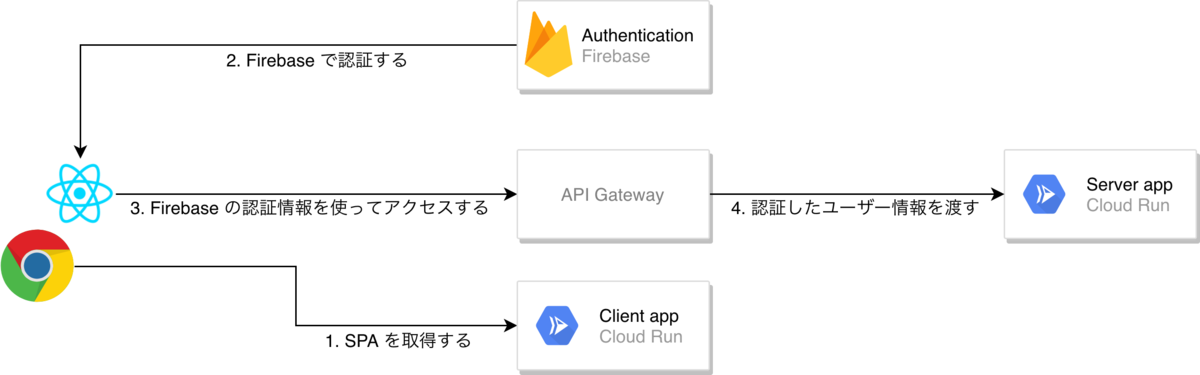 Authentication
Firebase
2. Firebase で認証する
API Gateway
3. Firebase の認証情報を使ってアクセスする
4. 認証したユーザー情報を渡す
Server app
Cloud Run
Client app
Cloud Run
1. SPA を取得する